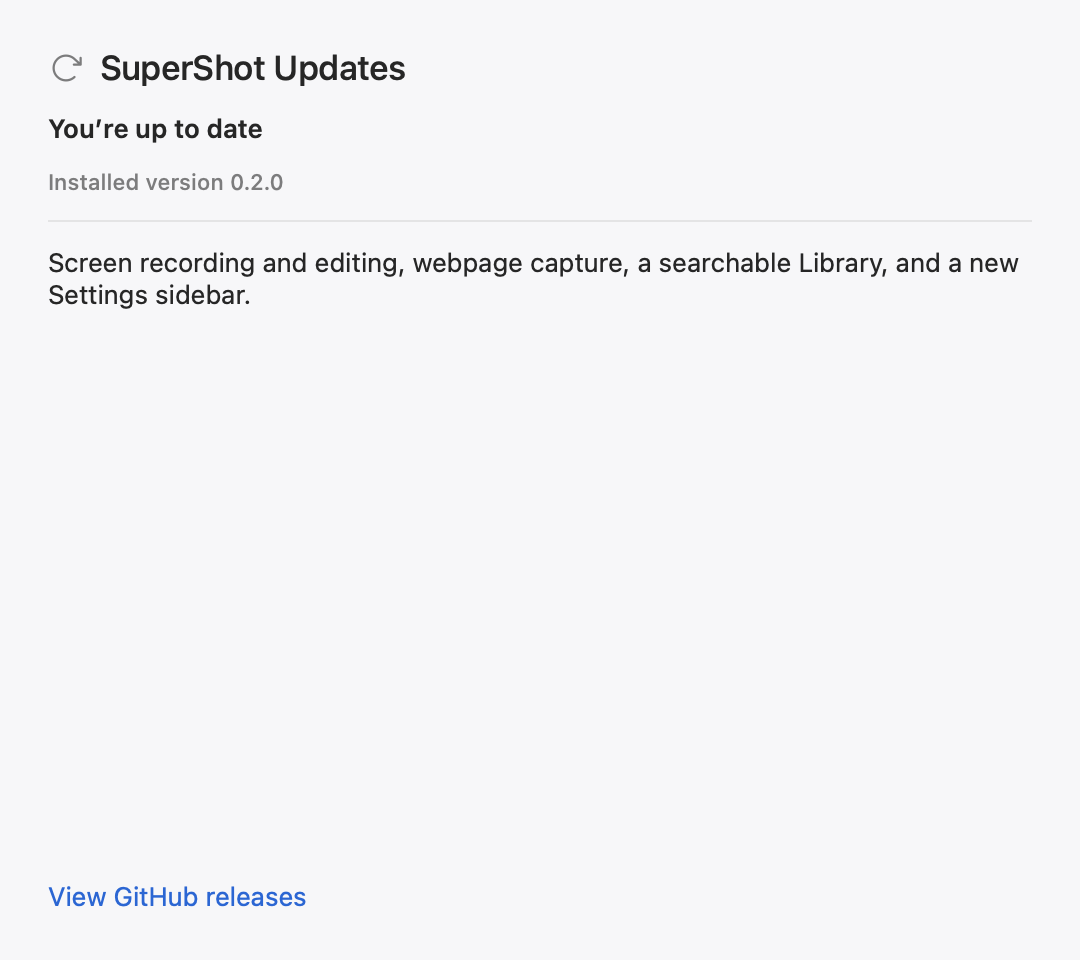 SuperShot Updates
You’re up to date
Installed version 0.2.0
Screen recording and editing, webpage capture, a searchable Library, and a new
Settings sidebar.
View GitHub releases